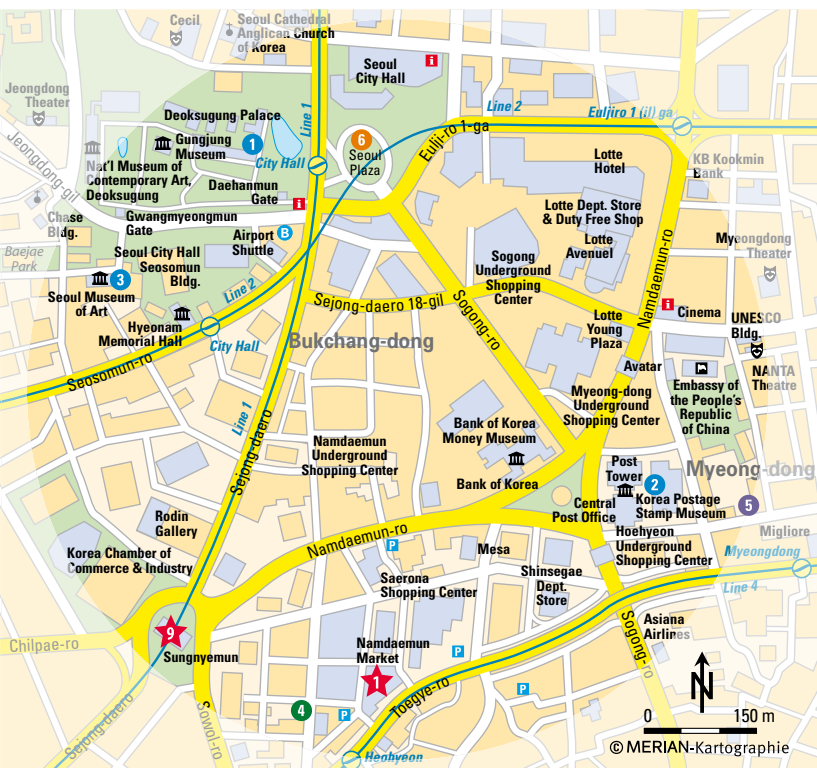 Cecil
Seoul Cathedral
Anglican Church
of Korea
Seoul
City Hall
i
Jeongdong
Theater
Deoksugung Palace
Gungjung
Museum
1
6
Seoul
Plaza
Line 1
Line 2
Euljiro 1 (il) ga
Eulji-ro 1-ga
City Hall
Jeongdong-gil
Nat'l Museum of
Contemporary Art,
Deoksugung
Daehanmun
Gate
i
Lotte
Hotel
KB Kookmin
Bank
Chase
Bldg.
Gwangmyeongmun
Gate
Lotte Dept. Store
& Duty Free Shop
Airport
Shuttle
B
Lotte
Avenuel
Myeongdong
Theater
Baejae
Park
Seoul City Hall
Seosomun
Bldg.
Sogong
Underground
Shopping
Center
Namdaemun-ro
3
Seoul Museum
of Art
Line 2
Sejong-daero 18-gil
Sogong-ro
i
Cinema
UNESCO
Bldg.
Hyeonam
Memorial Hall
City Hall
Lotte
Young
Plaza
Bukchang-dong
Seosomun-ro
Avatar
NANTA
Theatre
Embassy of
the People's
Republic
of China
Myeong-dong
Underground
Shopping Center
Line 1
Sejong-daero
Bank of Korea
Money Museum
Namdaemun
Underground
Shopping Center
Bank of Korea
Post
Tower
Myeong-dong
2
Korea Postage
Stamp Museum
5
Central
Post Office
Rodin
Gallery
Namdaemun-ro
P
Mesa
Hoehyeon
Underground
Shopping Center
Migliore
Myeongdong
Korea Chamber of
Commerce & Industry
Saerona
Shopping Center
Shinsegae
Dept.
Store
Line 4
Chilpae-ro
9
Sungnyemun
Namdaemun
Market
1
P
Asiana
Airlines
Sogong-ro
Toegye-ro
P
4
P
Sejong-daero
Sowol-ro
Hoehyeon
N
0 150 m
© MERIAN-Kartographie